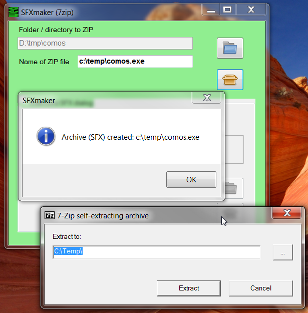 SFXmaker (7zip)
Folder / directory to ZIP
D:\tmp\comos
Name of ZIP file
c:\temp\comos.exe
SFXmaker
Archive (SFX) created: c:\temp\comos.exe
OK
7z 7-Zip self-extracting archive
Extract to:
C:\Temp\
...
Extract
Cancel